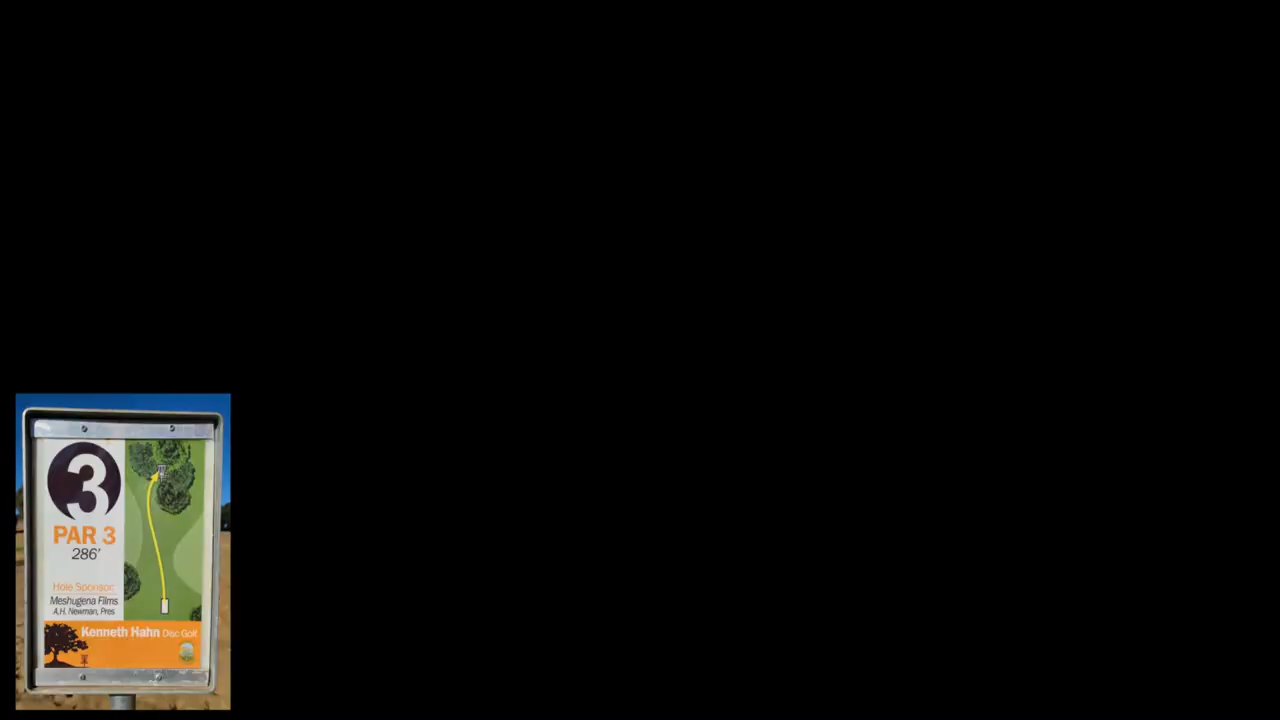 3
PAR 3
286'
Hole Sponsor:
Meshugena Films
A.H. Newman, Pres
Kenneth Hahn Disc Golf